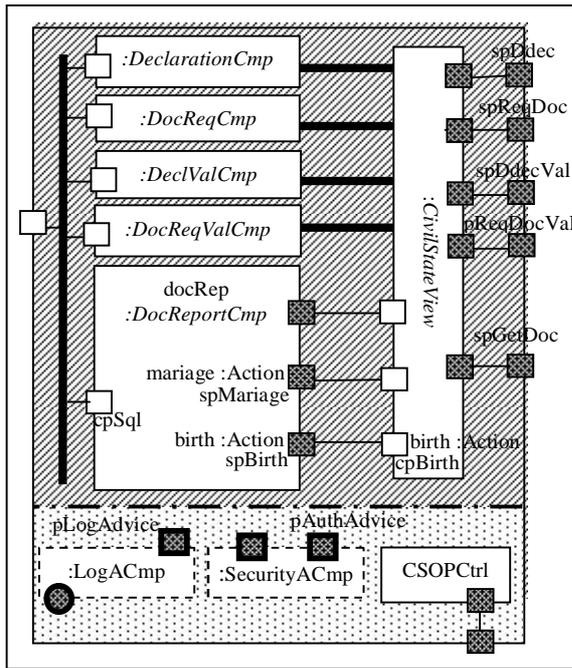 :DeclarationCmp
spDdec
:DocReqCmp
spReqDoc
:DeclValCmp
spDdecVal
:DocReqValCmp
pReqDocVal
:CivilStateView
docRep
:DocReportCmp
spGetDoc
mariage :Action
spMariage
cpSql
birth :Action
spBirth
birth :Action
cpBirth
pLogAdvice
pAuthAdvice
:LogACmp
:SecurityACmp
CSOPCtrl